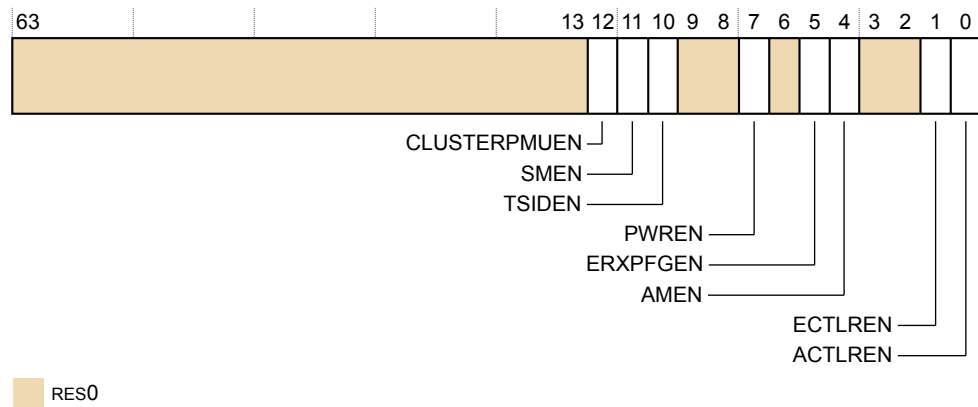 63 13 12 11 10 9 8 7 6 5 4 3 2 1 0
CLUSTERPMUEN
SMEN
TSIDEN
PWREN
ERXPFGEN
AMEN
ECTLREN
ACTLREN
RES0